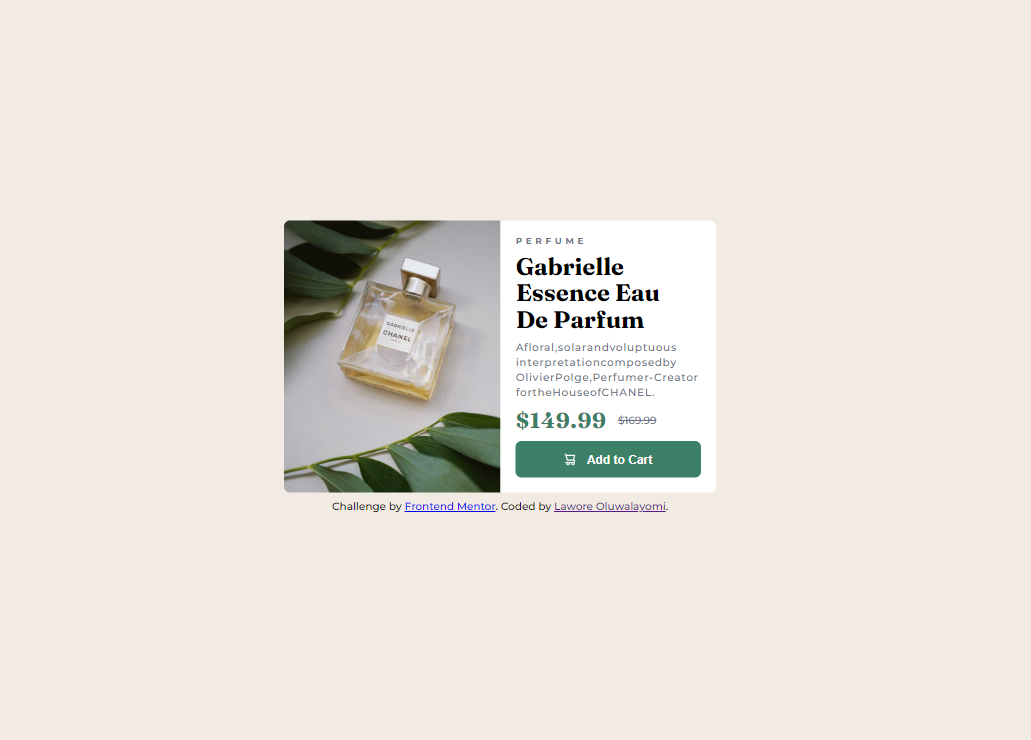 PERFUME
Gabrielle
Essence Eau
De Parfum
Afloral,solarandvoluptuous
interpretationcomposedby
OlivierPolge,Perfumer-Creator
fortheHouseofCHANEL.
$149.99 $169.99
Add to Cart
GABRIELLE
CHANEL
Challenge by Frontend Mentor. Coded by Lawore Oluwalayomi.